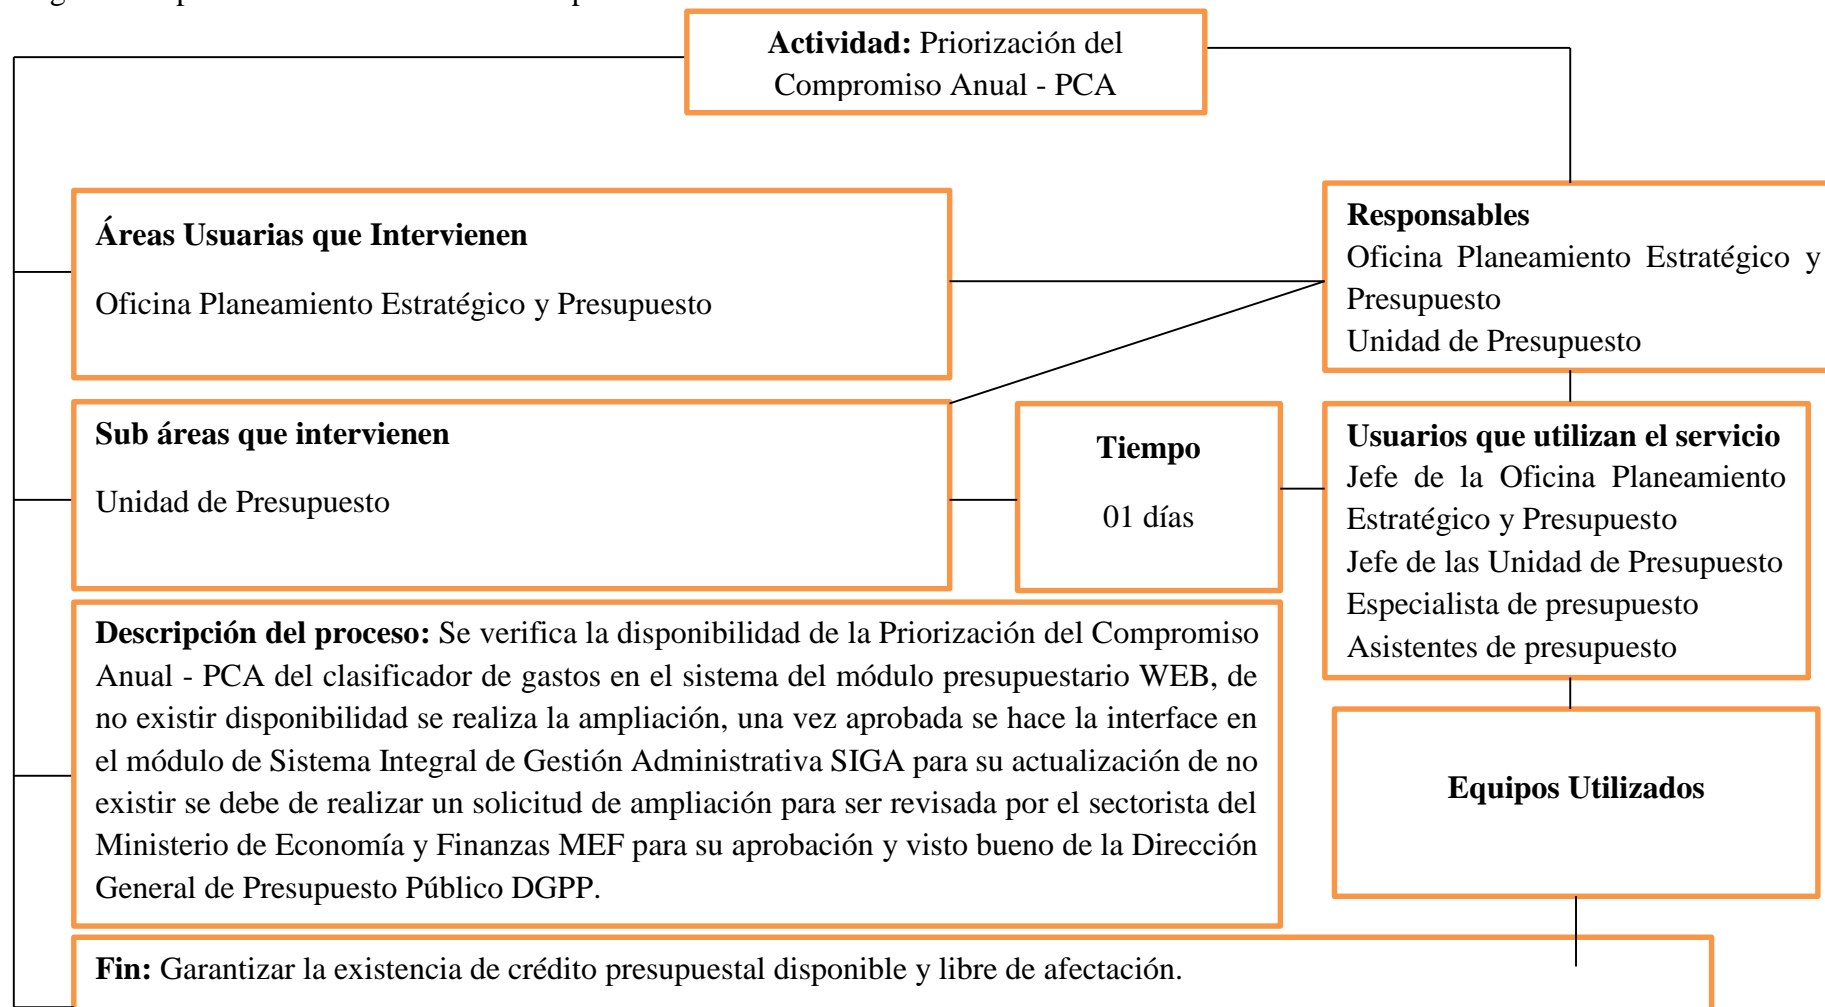 Actividad: Priorización del
Compromiso Anual - PCA
Áreas Usuarias que Intervienen
Oficina Planeamiento Estratégico y Presupuesto
Responsables
Oficina Planeamiento Estratégico y
Presupuesto
Unidad de Presupuesto
Sub áreas que intervienen
Unidad de Presupuesto
Tiempo
01 días
Usuarios que utilizan el servicio
Jefe de la Oficina Planeamiento
Estratégico y Presupuesto
Jefe de las Unidad de Presupuesto
Especialista de presupuesto
Asistentes de presupuesto
Descripción del proceso: Se verifica la disponibilidad de la Priorización del Compromiso
Anual - PCA del clasificador de gastos en el sistema del módulo presupuestario WEB, de
no existir disponibilidad se realiza la ampliación, una vez aprobada se hace la interface en
el módulo de Sistema Integral de Gestión Administrativa SIGA para su actualización de no
existir se debe de realizar un solicitud de ampliación para ser revisada por el sectorista del
Ministerio de Economía y Finanzas MEF para su aprobación y visto bueno de la Dirección
General de Presupuesto Público DGPP.
Equipos Utilizados
Fin: Garantizar la existencia de crédito presupuestal disponible y libre de afectación.